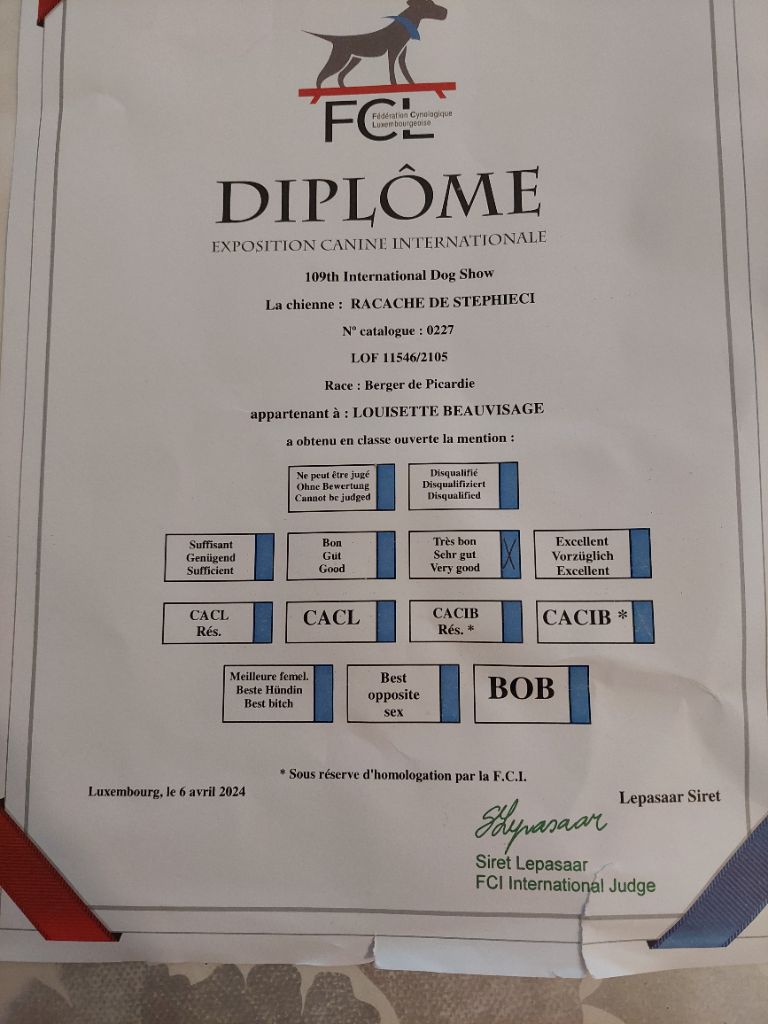 FCL
Fédération Cynologique
Luxembourgeoise
DIPLÔME
EXPOSITION CANINE INTERNATIONALE
109th International Dog Show
La chienne : RACACHE DE STEPHIECI
Nº catalogue : 0227
LOF 11546/2105
Race : Berger de Picardie
appartenant à : LOUISETTE BEAUVISAGE
a obtenu en classe ouverte la mention :
Ne peut être jugé
Ohne Bewertung
Cannot be judged
Disqualifié
Disqualifiziert
Disqualified
Suffisant
Genügend
Sufficient
Bon
Gut
Good
Très bon
Sehr gut
Very good
X
Excellent
Vorzüglich
Excellent
CACL
Rés.
CACL
CACIB
Rés. *
CACIB *
Meilleure femel.
Beste Hündin
Best bitch
Best
opposite
sex
BOB
* Sous réserve d'homologation par la F.C.I.
Luxembourg, le 6 avril 2024
Lepasaar Siret
SLepasaar
Siret Lepasaar
FCI International Judge